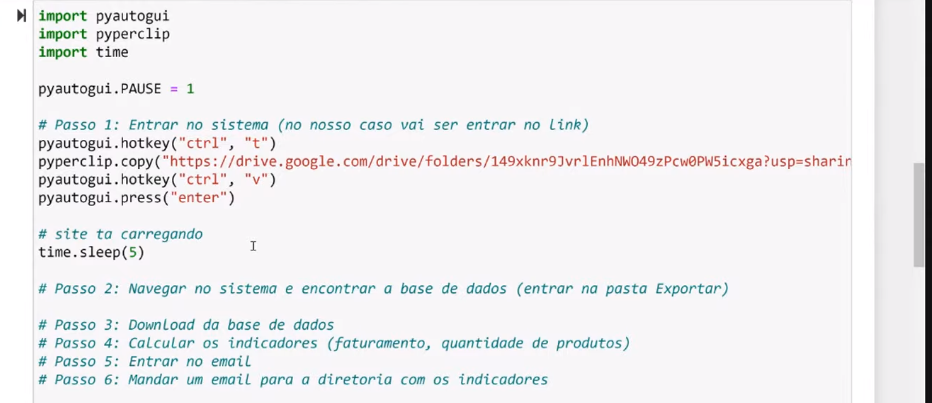 import pyautogui
import pyperclip
import time
pyautogui.PAUSE = 1
# Passo 1: Entrar no sistema (no nosso caso vai ser entrar no link)
pyautogui.hotkey("ctrl", "t")
pyperclip.copy("https://drive.google.com/drive/folders/149xknr9JvrlEnhNWO49zPcw0PW5icxga?usp=sharin
pyautogui.hotkey("ctrl", "v")
pyautogui.press("enter")
# site ta carregando
time.sleep(5)
# Passo 2: Navegar no sistema e encontrar a base de dados (entrar na pasta Exportar)
# Passo 3: Download da base de dados
# Passo 4: Calcular os indicadores (faturamento, quantidade de produtos)
# Passo 5: Entrar no email
# Passo 6: Mandar um email para a diretoria com os indicadores